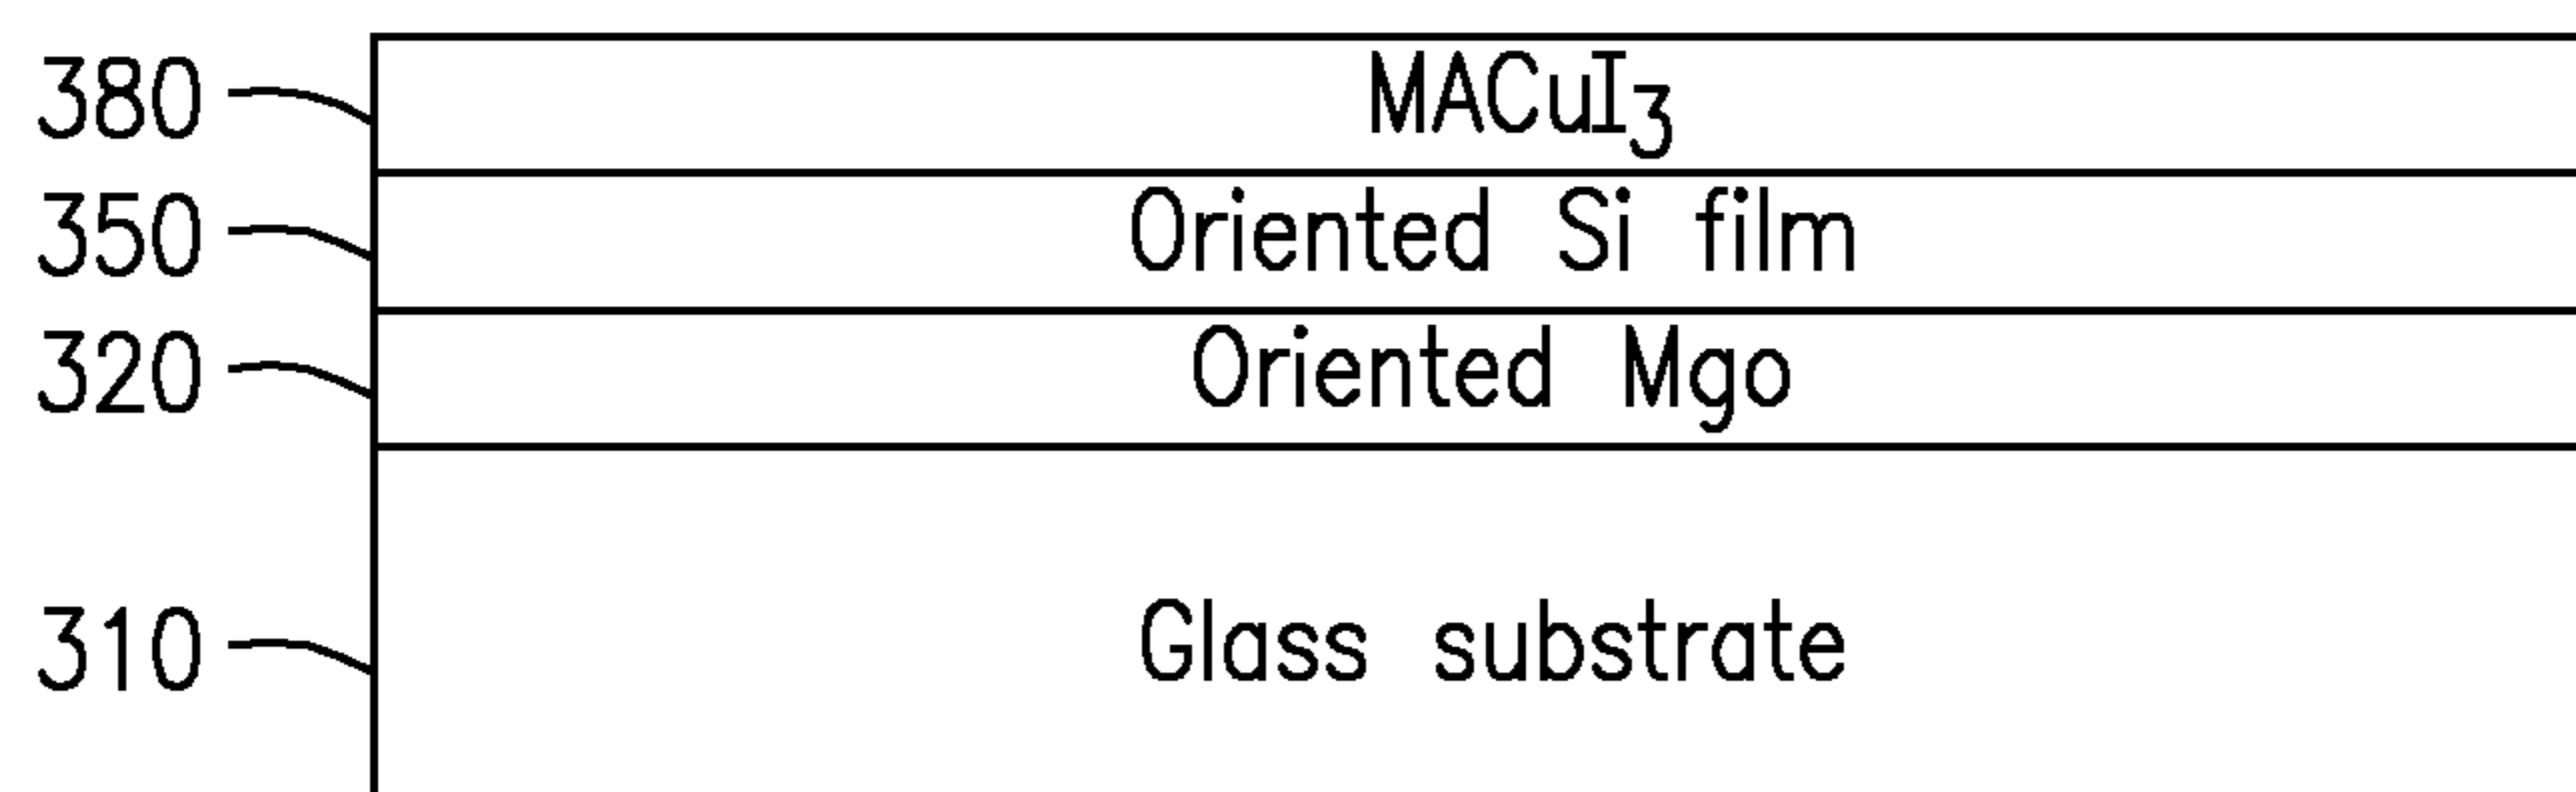 380 MACuI₃
350 Oriented Si film
320 Oriented Mgo
310 Glass substrate